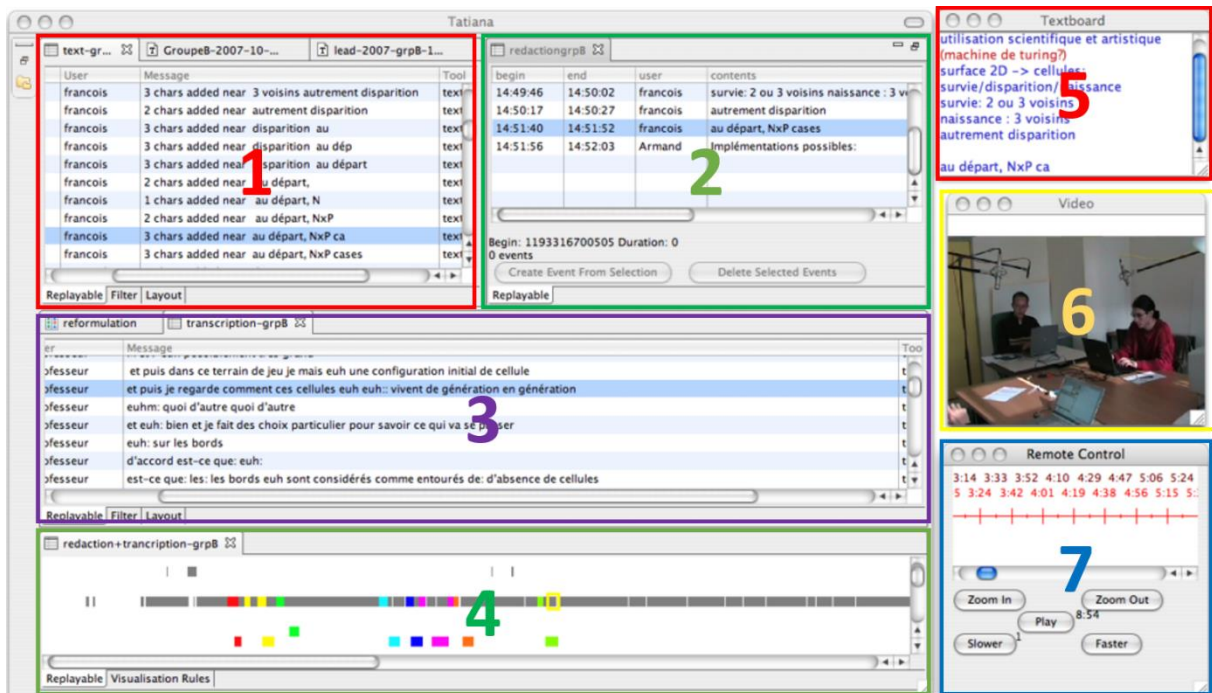 Tatiana
text-gr...
GroupeB-2007-10-...
lead-2007-grpB-1...
User Message Tool
francois 3 chars added near 3 voisins autrement disparition text
francois 2 chars added near autrement disparition text
francois 3 chars added near disparition au text
francois 3 chars added near disparition au dép text
francois 3 chars added near disparition au départ text
francois 2 chars added near au départ, text
francois 1 chars added near au départ, N text
francois 2 chars added near au départ, NxP text
francois 3 chars added near au départ, NxP ca text
francois 3 chars added near au départ, NxP cases text
Replayable Filter Layout
1
redactiongrpB
begin end user contents
14:49:46 14:50:02 francois survie: 2 ou 3 voisins naissance : 3 v
14:50:17 14:50:27 francois autrement disparition
14:51:40 14:51:52 francois au départ, NxP cases
14:51:56 14:52:03 Armand Implémentations possibles:
Begin: 1193316700505 Duration: 0
0 events
Create Event From Selection Delete Selected Events
Replayable
2
reformulation transcription-grpB
er Message Too
ofesseur
ofesseur et puis dans ce terrain de jeu je mais euh une configuration initial de cellule t
ofesseur et puis je regarde comment ces cellules euh euh:: vivent de génération en génération t
ofesseur euhm: quoi d'autre quoi d'autre t
ofesseur et euh: bien et je fait des choix particulier pour savoir ce qui va se passer t
ofesseur euh: sur les bords t
ofesseur d'accord est-ce que: euh: t
ofesseur est-ce que: les: les bords euh sont considérés comme entourés de: d'absence de cellules t
Replayable Filter Layout
3
redaction+trancription-grpB
Replayable Visualisation Rules
4
Textboard
utilisation scientifique et artistique
(machine de turing?)
surface 2D -> cellules:
survie/disparition/naissance
survie: 2 ou 3 voisins
naissance : 3 voisins
autrement disparition
au départ, NxP ca
5
Video
6
Remote Control
3:14 3:33 3:52 4:10 4:29 4:47 5:06 5:24
5 3:24 3:42 4:01 4:19 4:38 4:56 5:15 5:
Zoom In Zoom Out
Play 8:54
Slower 1 Faster
7